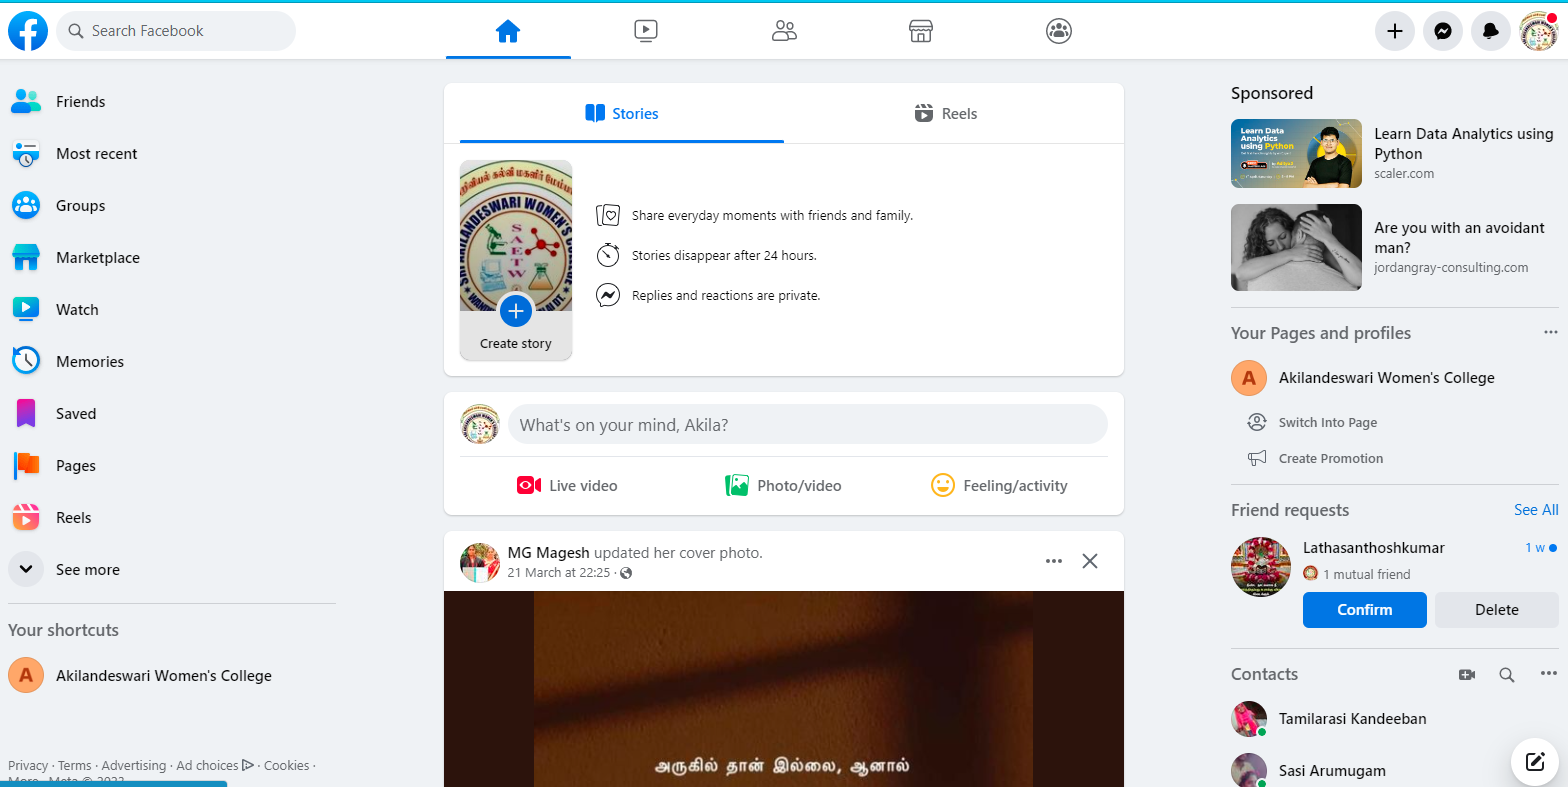 Search Facebook
Friends
Most recent
Groups
Marketplace
Watch
Memories
Saved
Pages
Reels
See more
Your shortcuts
A
Akilandeswari Women's College
Privacy · Terms · Advertising · Ad choices · Cookies ·
Stories
Reels
Create story
Share everyday moments with friends and family.
Stories disappear after 24 hours.
Replies and reactions are private.
What's on your mind, Akila?
Live video
Photo/video
Feeling/activity
MG Magesh updated her cover photo.
21 March at 22:25 ·
அருகில் தான் இல்லை, ஆனால்
Sponsored
Learn Data
Analytics
using Python
Learn Data Analytics using
Python
scaler.com
Are you with an avoidant
man?
jordangray-consulting.com
Your Pages and profiles
A
Akilandeswari Women's College
Switch Into Page
Create Promotion
Friend requests
See All
Lathasanthoshkumar
1 w
1 mutual friend
Confirm
Delete
Contacts
Tamilarasi Kandeeban
Sasi Arumugam